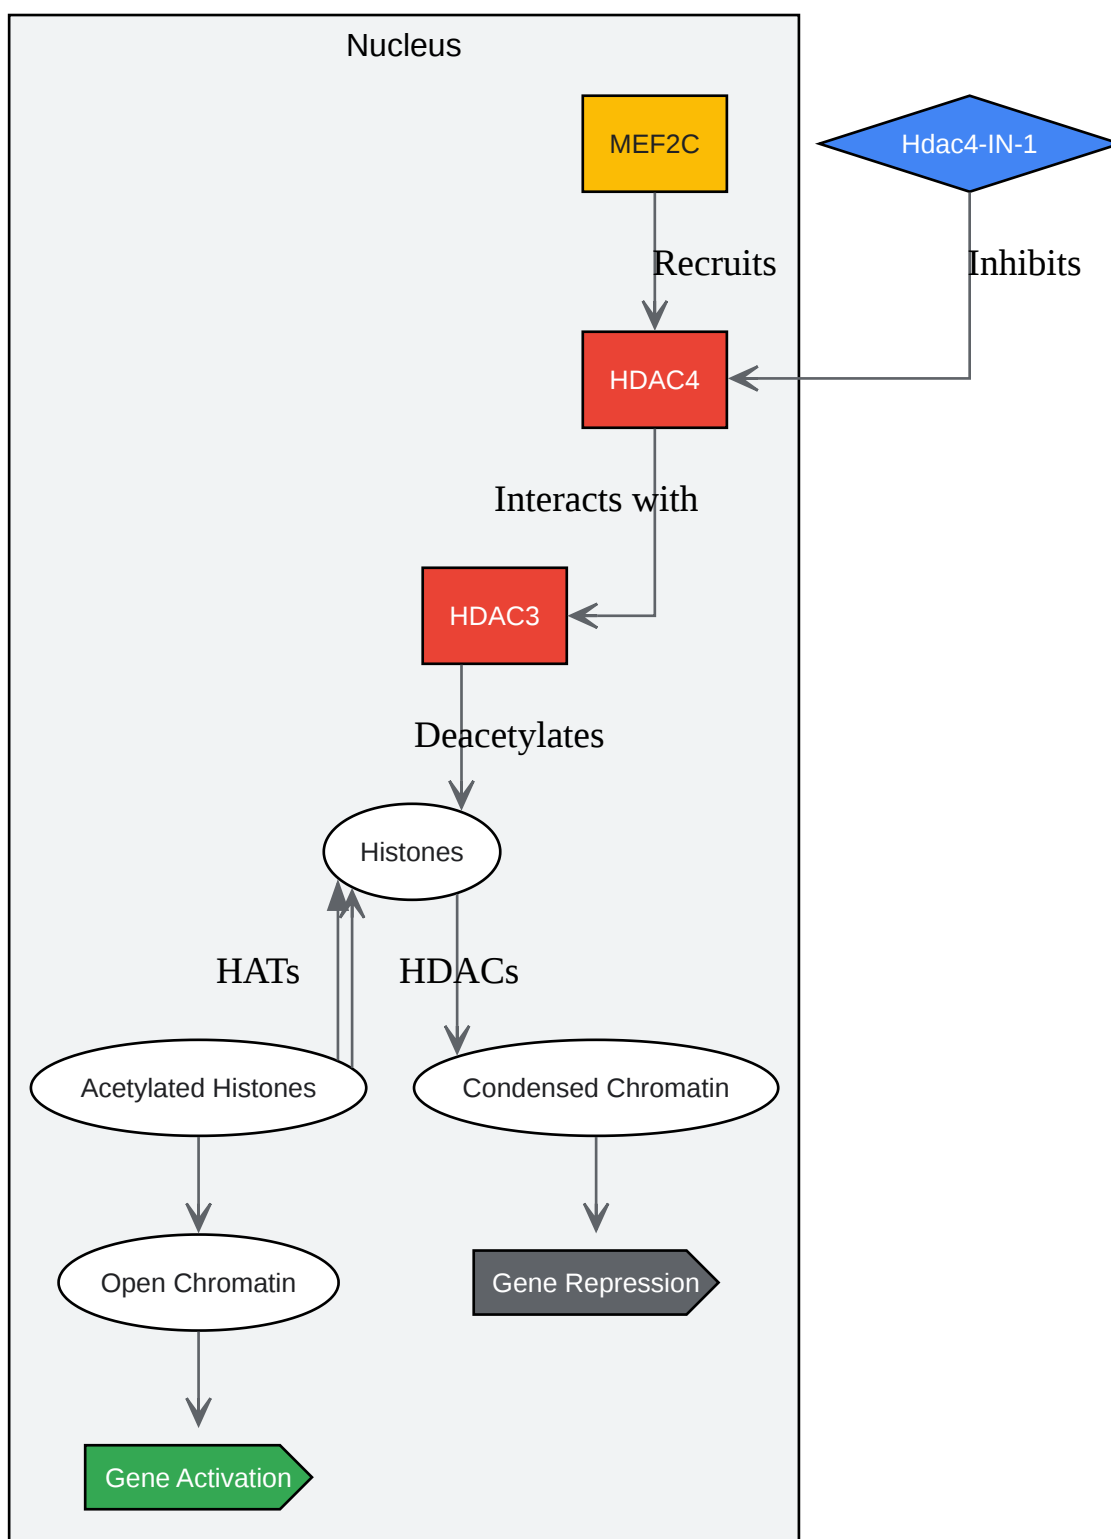 Nucleus
MEF2C
Hdac4-IN-1
Recruits
Inhibits
HDAC4
Interacts with
HDAC3
Deacetylates
Histones
HATs
HDACs
Acetylated Histones
Condensed Chromatin
Open Chromatin
Gene Repression
Gene Activation